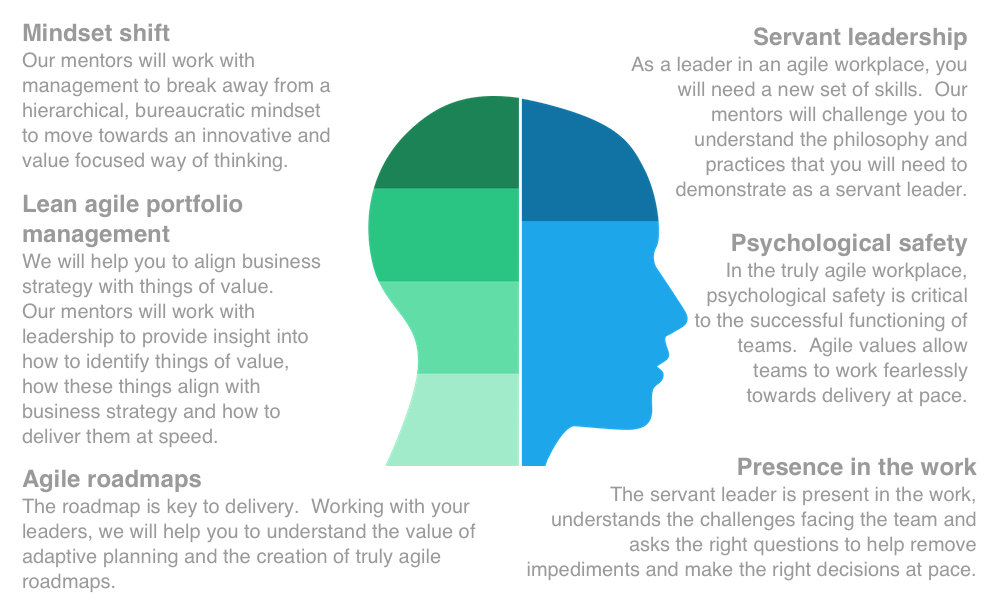 Mindset shift
Our mentors will work with
management to break away from a
hierarchical, bureaucratic mindset
to move towards an innovative and
value focused way of thinking.
Lean agile portfolio
management
We will help you to align business
strategy with things of value.
Our mentors will work with
leadership to provide insight into
how to identify things of value,
how these things align with
business strategy and how to
deliver them at speed.
Agile roadmaps
The roadmap is key to delivery.  Working with your
leaders, we will help you to understand the value of
adaptive planning and the creation of truly agile
roadmaps.
Servant leadership
As a leader in an agile workplace, you
will need a new set of skills.  Our
mentors will challenge you to
understand the philosophy and
practices that you will need to
demonstrate as a servant leader.
Psychological safety
In the truly agile workplace,
psychological safety is critical
to the successful functioning of
teams.  Agile values allow
teams to work fearlessly
towards delivery at pace.
Presence in the work
The servant leader is present in the work,
understands the challenges facing the team and
asks the right questions to help remove
impediments and make the right decisions at pace.